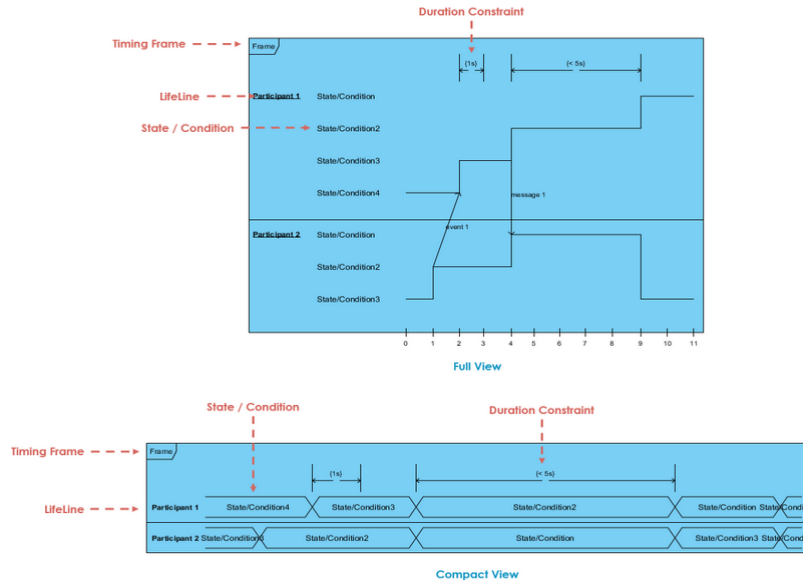 Duration Constraint
Timing Frame
Frame
{1s}
{< 5s}
LifeLine
Participant 1
State/Condition
State / Condition
State/Condition2
State/Condition3
State/Condition4
message 1
event 1
Participant 2
State/Condition
State/Condition2
State/Condition3
0 1 2 3 4 5 6 7 8 9 10 11
Full View
State / Condition
Duration Constraint
Timing Frame
Frame
{1s}
{< 5s}
LifeLine
Participant 1 State/Condition4 State/Condition3 State/Condition2 State/Condition
Participant 2 State/Condition2 State/Condition State/Condition3
Compact View